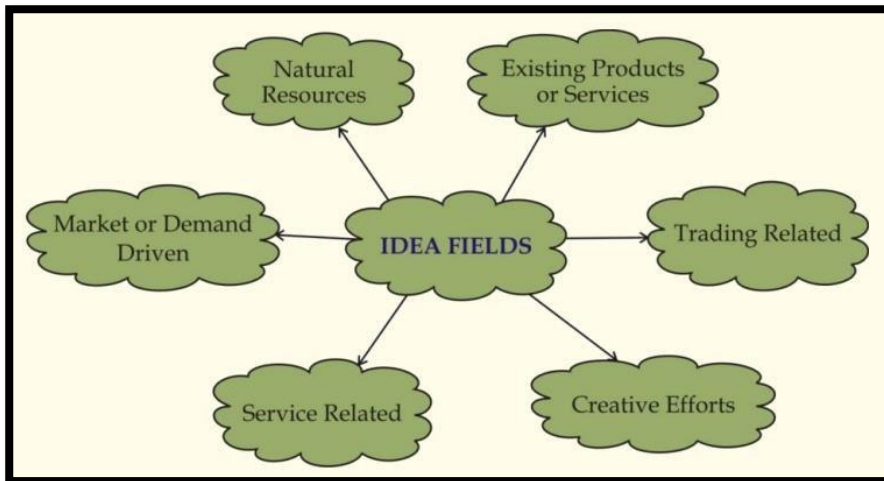 Natural
Resources
Existing Products
or Services
Market or Demand
Driven
IDEA FIELDS
Trading Related
Service Related
Creative Efforts